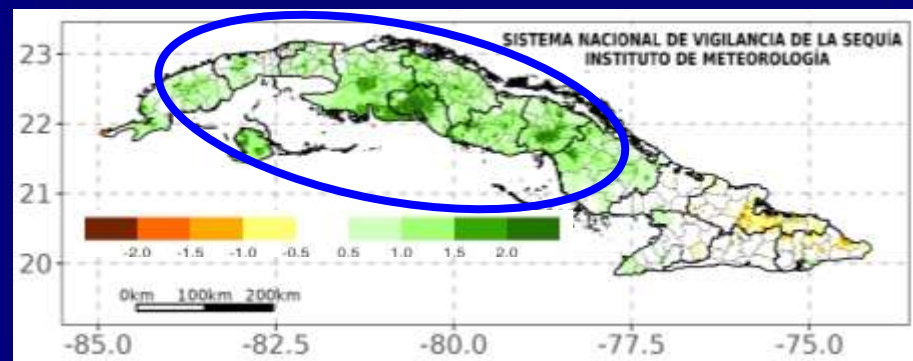 SISTEMA NACIONAL DE VIGILANCIA DE LA SEQUÍA
INSTITUTO DE METEOROLOGÍA
23
22
21
20
-2.0 -1.5 -1.0 -0.5 0.5 1.0 1.5 2.0
0km 100km 200km
-85.0 -82.5 -80.0 -77.5 -75.0